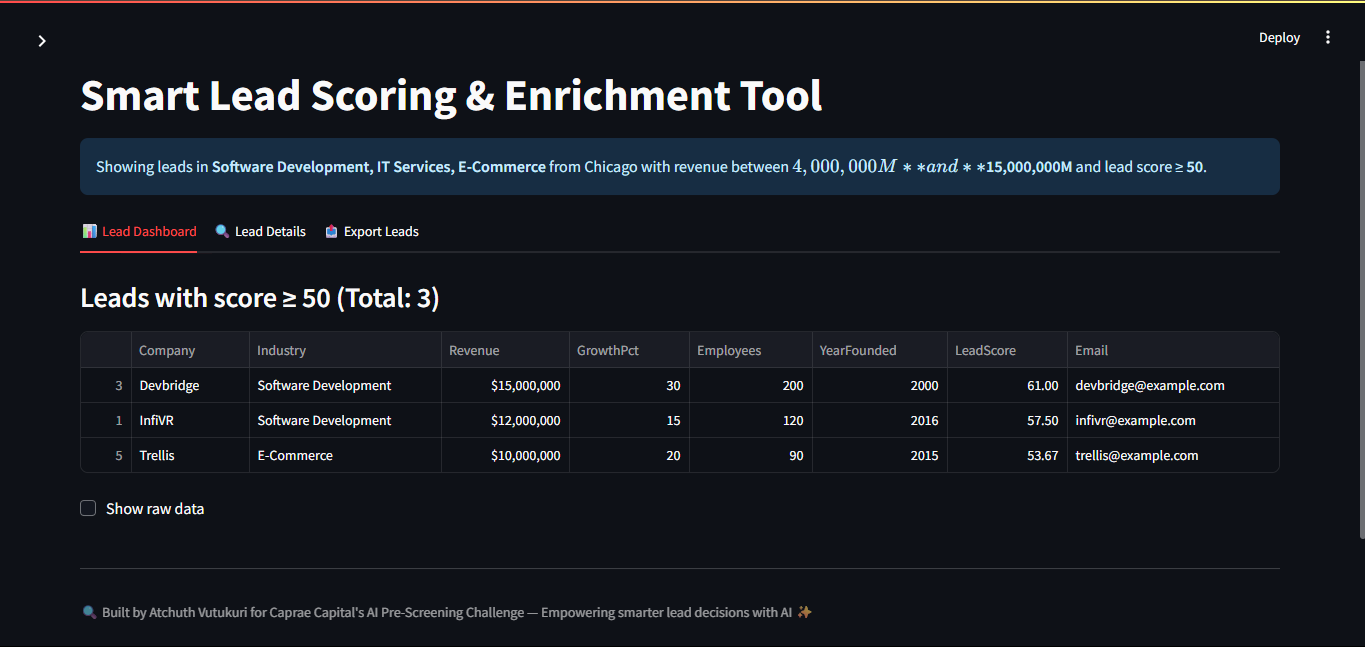 Deploy
Smart Lead Scoring & Enrichment Tool
Showing leads in Software Development, IT Services, E-Commerce from Chicago with revenue between 4,000,000M**and**15,000,000M and lead score ≥ 50.
📊 Lead Dashboard 🔍 Lead Details 📤 Export Leads
Leads with score ≥ 50 (Total: 3)
Company Industry Revenue GrowthPct Employees YearFounded LeadScore Email
3 Devbridge Software Development $15,000,000 30 200 2000 61.00 devbridge@example.com
1 InfiVR Software Development $12,000,000 15 120 2016 57.50 infivr@example.com
5 Trellis E-Commerce $10,000,000 20 90 2015 53.67 trellis@example.com
Show raw data
🔍 Built by Atchuth Vutukuri for Caprae Capital's AI Pre-Screening Challenge — Empowering smarter lead decisions with AI ✨